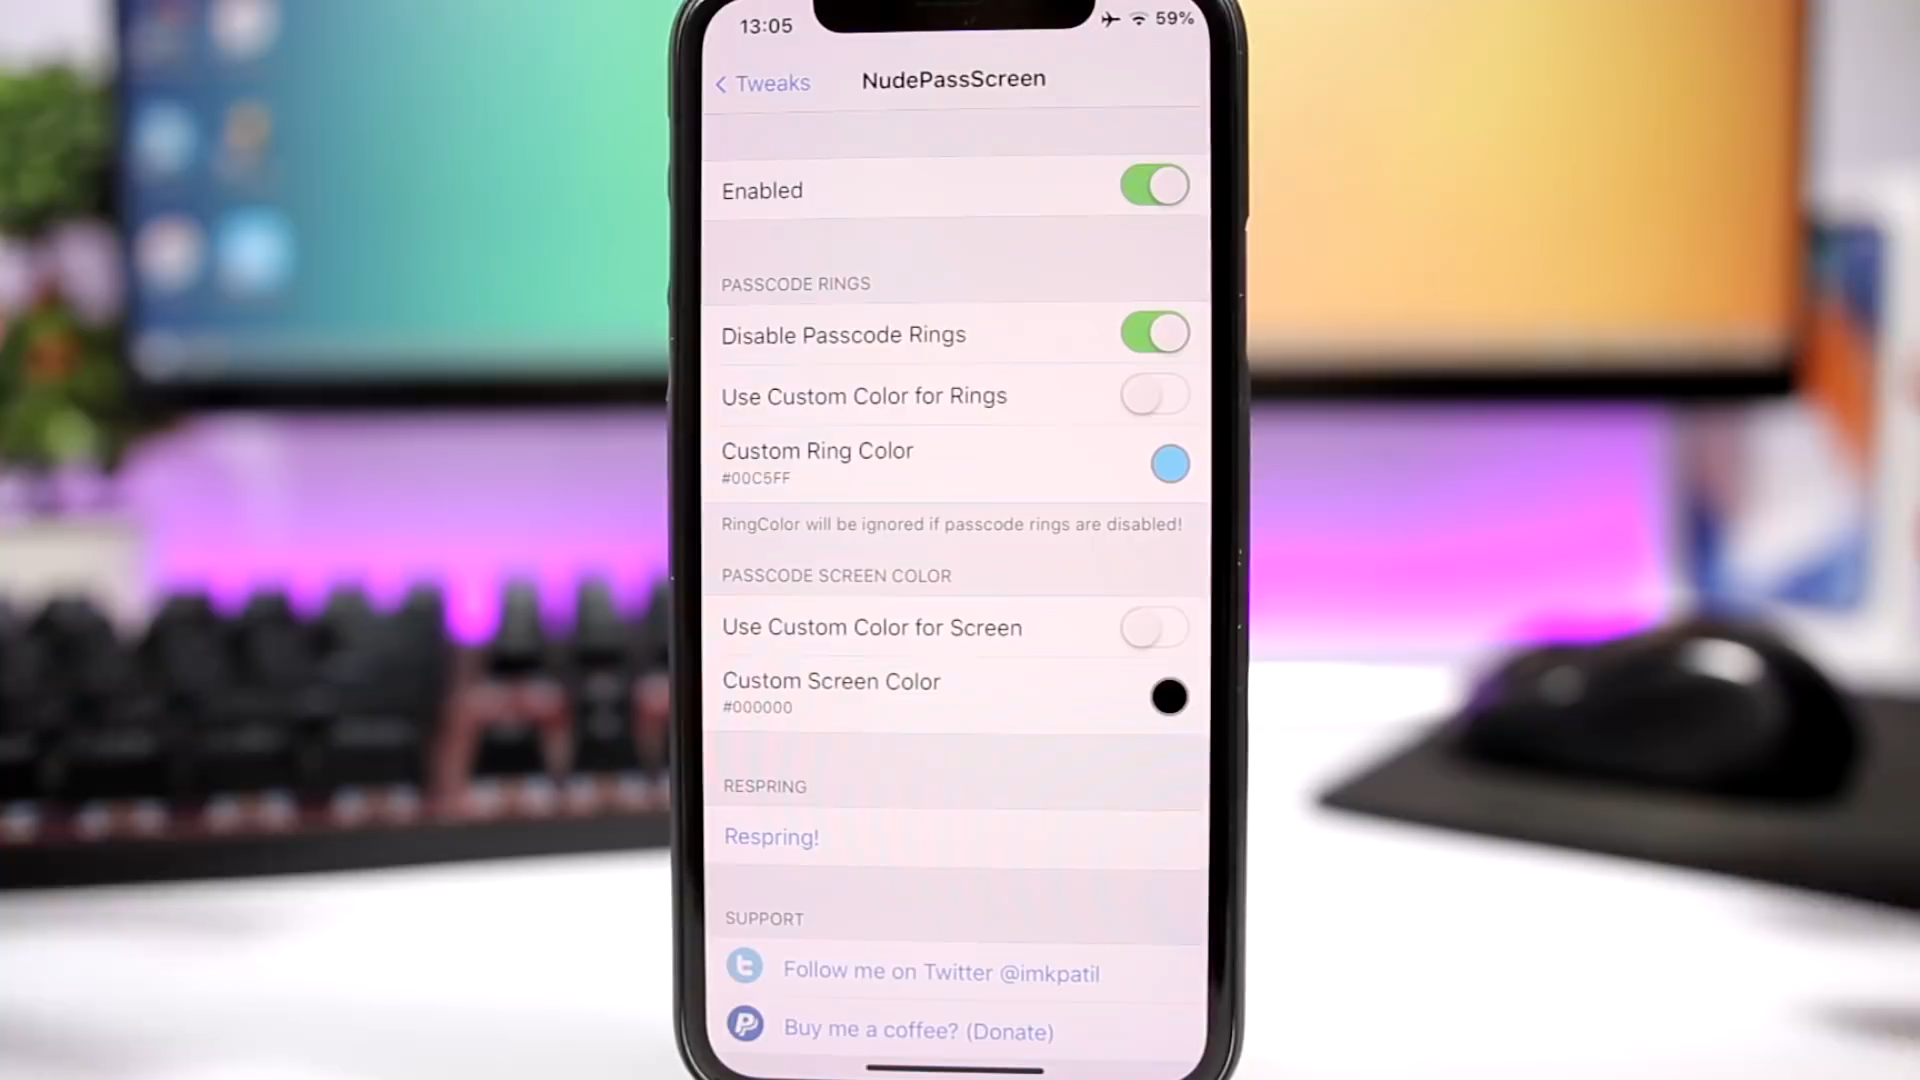 13:05
59%
Tweaks
NudePassScreen
Enabled
PASSCODE RINGS
Disable Passcode Rings
Use Custom Color for Rings
Custom Ring Color
#00C5FF
RingColor will be ignored if passcode rings are disabled!
PASSCODE SCREEN COLOR
Use Custom Color for Screen
Custom Screen Color
#000000
RESPRING
Respring!
SUPPORT
Follow me on Twitter @imkpatil
Buy me a coffee? (Donate)